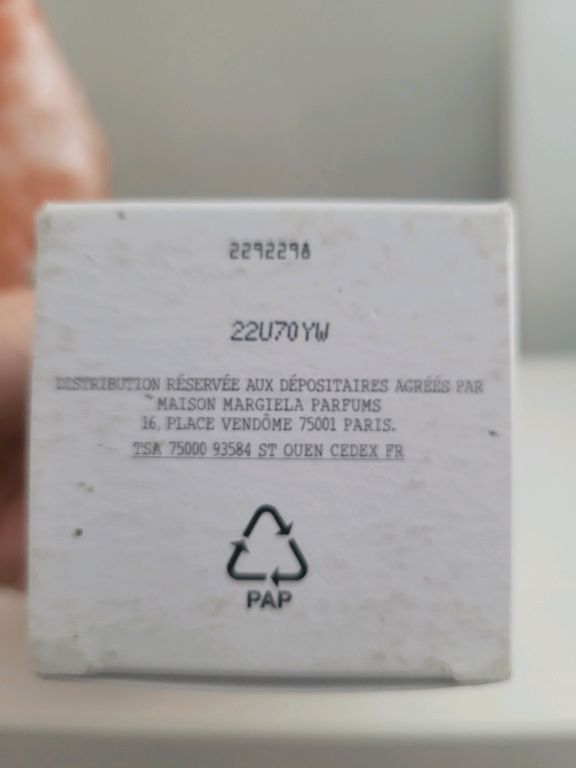 2292298
22U70YW
DISTRIBUTION RÉSERVÉE AUX DÉPOSITAIRES AGRÉÉS PAR
MAISON MARGIELA PARFUMS
16, PLACE VENDÔME 75001 PARIS.
TSA 75000 93584 ST OUEN CEDEX FR
PAP